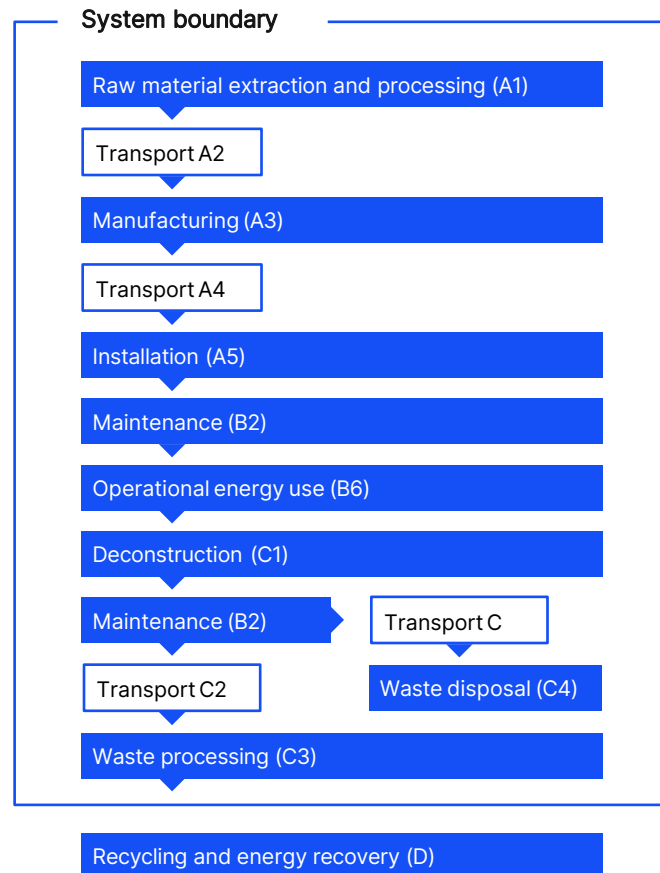 System boundary
Raw material extraction and processing (A1)
Transport A2
Manufacturing (A3)
Transport A4
Installation (A5)
Maintenance (B2)
Operational energy use (B6)
Deconstruction (C1)
Maintenance (B2)
Transport C
Transport C2
Waste disposal (C4)
Waste processing (C3)
Recycling and energy recovery (D)